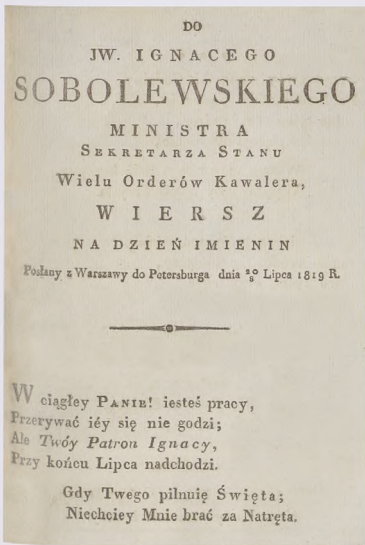 DO
JW. IGNACEGO
SOBOLEWSKIEGO
MINISTRA
SEKRETARZA STANU
Wielu Orderów Kawalera,
WIERSZ
NA DZIEŃ IMIENIN
Posłany z Warszawy do Petersburga dnia Lipca 1819 R.
W ciągłey PANIE! iesteś pracy,
Przerywać iéy się nie godzi;
Ale Twóy Patron Ignacy,
Przy końcu Lipca nadchodzi.
Gdy Twego pilnuię Święta;
Niechciey Mnie brać za Natręta.